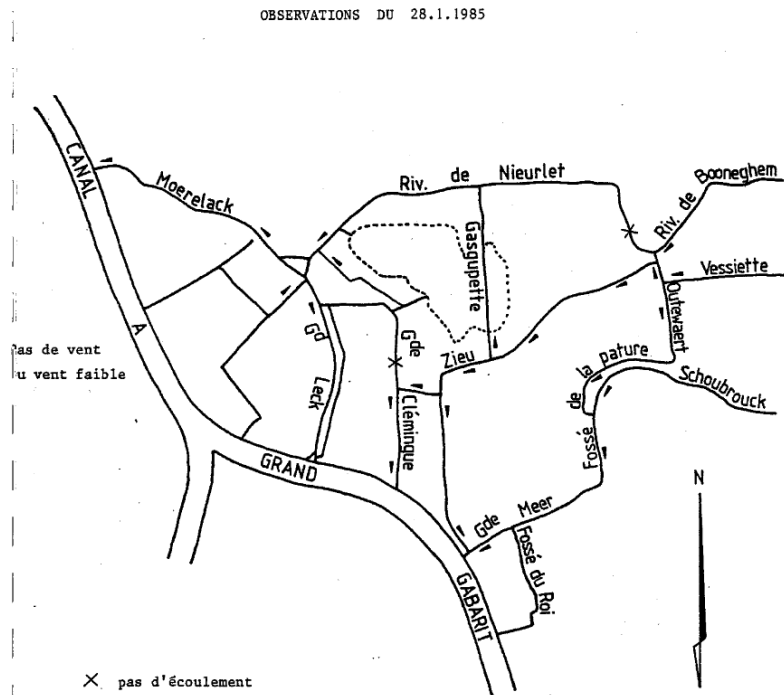 OBSERVATIONS DU 28.1.1985
CANAL
A
GRAND
GABARIT
Moerelack
Riv. de Nieurlet
Riv. de Booneghem
Gasgupette
Vessiette
Outewaert
Zieu
Gd Leck
Gde Clémingue
Fossé de la pature
Schoubrouck
as de vent
u vent faible
Gde Meer
Fossé du Roi
N
× pas d'écoulement